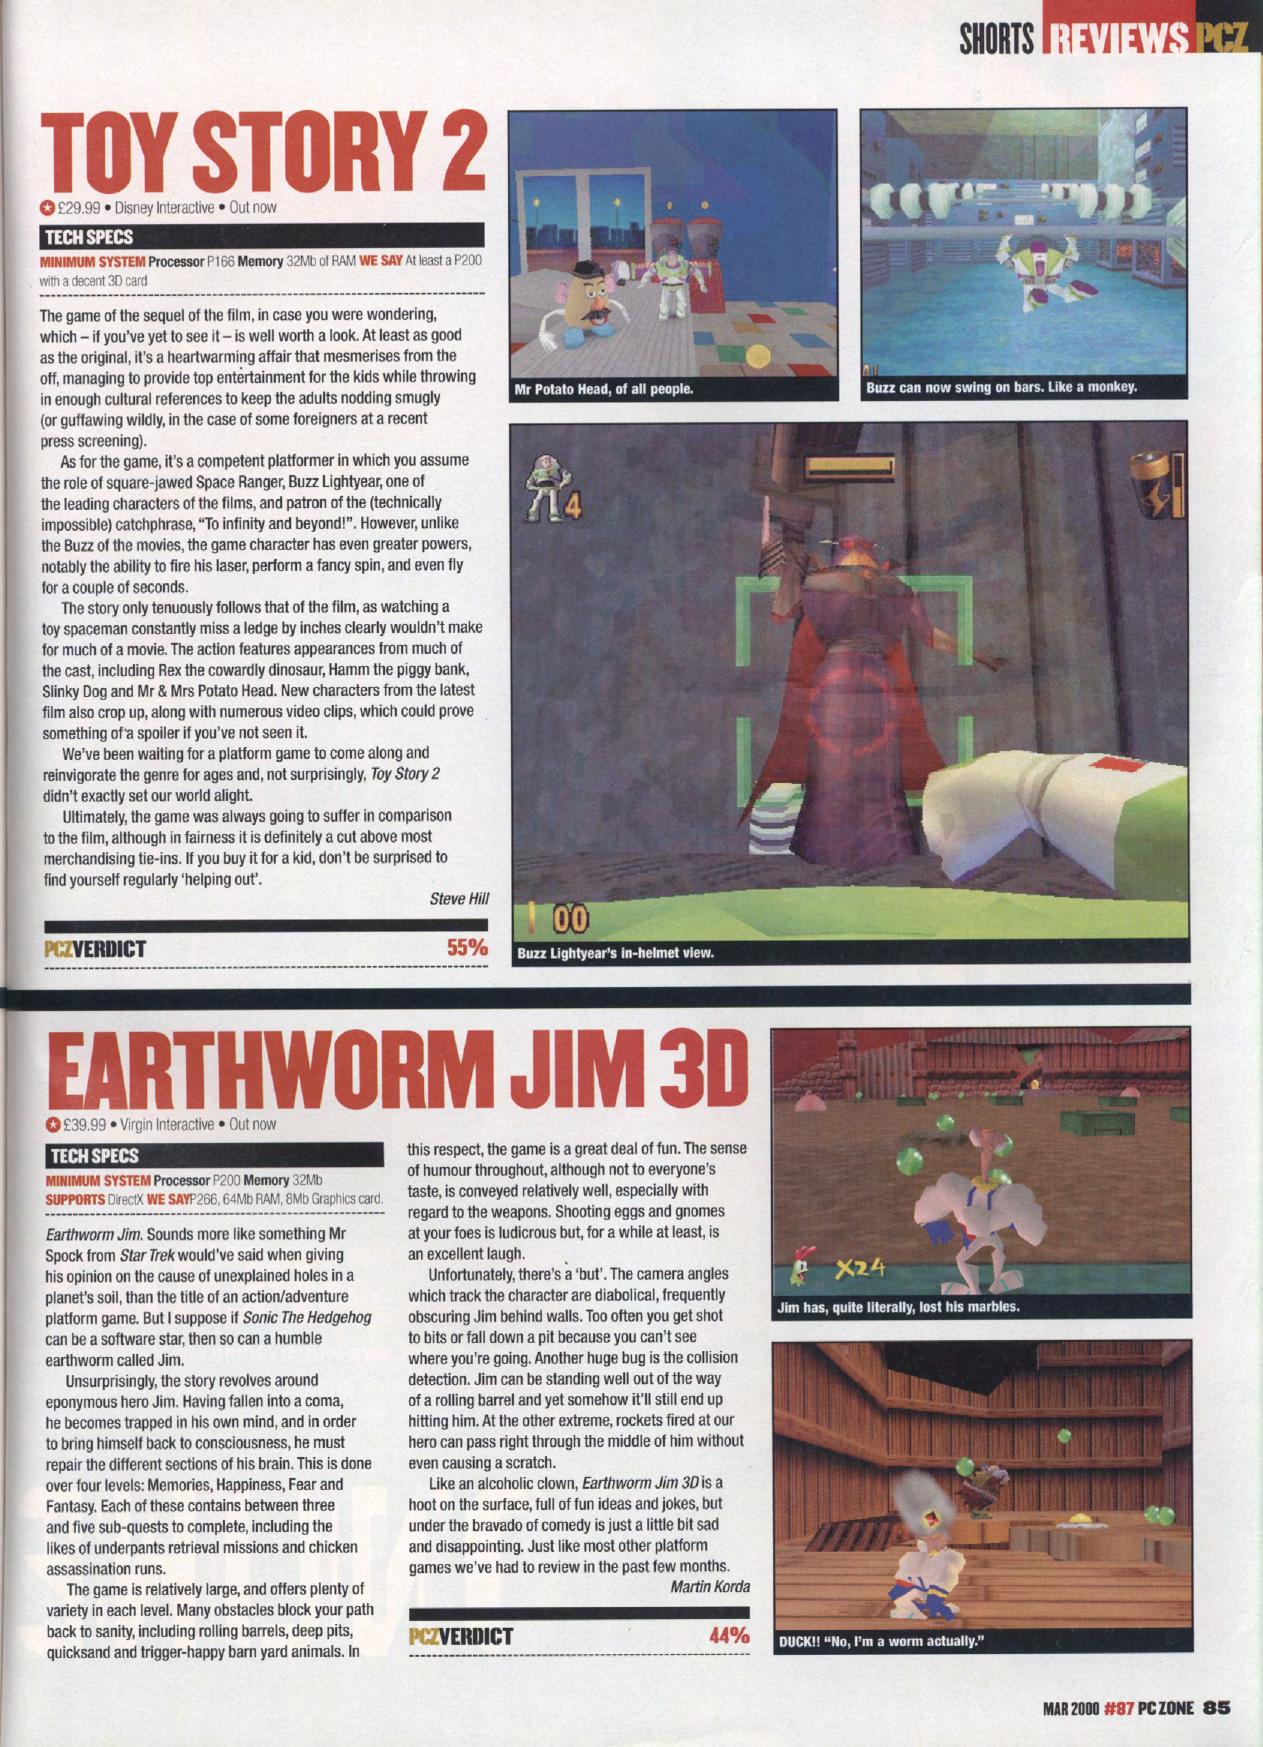 SHORTS REVIEWS PCZ
TOY STORY 2
£29.99 • Disney Interactive • Out now
TECH SPECS
MINIMUM SYSTEM Processor P166 Memory 32Mb of RAM WE SAY At least a P200
with a decent 3D card
The game of the sequel of the film, in case you were wondering,
which – if you've yet to see it – is well worth a look. At least as good
as the original, it's a heartwarming affair that mesmerises from the
off, managing to provide top entertainment for the kids while throwing
in enough cultural references to keep the adults nodding smugly
(or guffawing wildly, in the case of some foreigners at a recent
press screening).
As for the game, it's a competent platformer in which you assume
the role of square-jawed Space Ranger, Buzz Lightyear, one of
the leading characters of the films, and patron of the (technically
impossible) catchphrase, "To infinity and beyond!". However, unlike
the Buzz of the movies, the game character has even greater powers,
notably the ability to fire his laser, perform a fancy spin, and even fly
for a couple of seconds.
The story only tenuously follows that of the film, as watching a
toy spaceman constantly miss a ledge by inches clearly wouldn't make
for much of a movie. The action features appearances from much of
the cast, including Rex the cowardly dinosaur, Hamm the piggy bank,
Slinky Dog and Mr & Mrs Potato Head. New characters from the latest
film also crop up, along with numerous video clips, which could prove
something of a spoiler if you've not seen it.
We've been waiting for a platform game to come along and
reinvigorate the genre for ages and, not surprisingly, Toy Story 2
didn't exactly set our world alight.
Ultimately, the game was always going to suffer in comparison
to the film, although in fairness it is definitely a cut above most
merchandising tie-ins. If you buy it for a kid, don't be surprised to
find yourself regularly 'helping out'.
Steve Hill
PCZVERDICT 55%
Mr Potato Head, of all people.
Buzz can now swing on bars. Like a monkey.
4
00
Buzz Lightyear's in-helmet view.
EARTHWORM JIM 3D
£39.99 • Virgin Interactive • Out now
TECH SPECS
MINIMUM SYSTEM Processor P200 Memory 32Mb
SUPPORTS DirectX WE SAYP266, 64Mb RAM, 8Mb Graphics card.
Earthworm Jim. Sounds more like something Mr
Spock from Star Trek would've said when giving
his opinion on the cause of unexplained holes in a
planet's soil, than the title of an action/adventure
platform game. But I suppose if Sonic The Hedgehog
can be a software star, then so can a humble
earthworm called Jim.
Unsurprisingly, the story revolves around
eponymous hero Jim. Having fallen into a coma,
he becomes trapped in his own mind, and in order
to bring himself back to consciousness, he must
repair the different sections of his brain. This is done
over four levels: Memories, Happiness, Fear and
Fantasy. Each of these contains between three
and five sub-quests to complete, including the
likes of underpants retrieval missions and chicken
assassination runs.
The game is relatively large, and offers plenty of
variety in each level. Many obstacles block your path
back to sanity, including rolling barrels, deep pits,
quicksand and trigger-happy barn yard animals. In
this respect, the game is a great deal of fun. The sense
of humour throughout, although not to everyone's
taste, is conveyed relatively well, especially with
regard to the weapons. Shooting eggs and gnomes
at your foes is ludicrous but, for a while at least, is
an excellent laugh.
Unfortunately, there's a 'but'. The camera angles
which track the character are diabolical, frequently
obscuring Jim behind walls. Too often you get shot
to bits or fall down a pit because you can't see
where you're going. Another huge bug is the collision
detection. Jim can be standing well out of the way
of a rolling barrel and yet somehow it'll still end up
hitting him. At the other extreme, rockets fired at our
hero can pass right through the middle of him without
even causing a scratch.
Like an alcoholic clown, Earthworm Jim 3D is a
hoot on the surface, full of fun ideas and jokes, but
under the bravado of comedy is just a little bit sad
and disappointing. Just like most other platform
games we've had to review in the past few months.
Martin Korda
PCZVERDICT 44%
X24
Jim has, quite literally, lost his marbles.
DUCK!! "No, I'm a worm actually."
MAR 2000 #87 PC ZONE 85